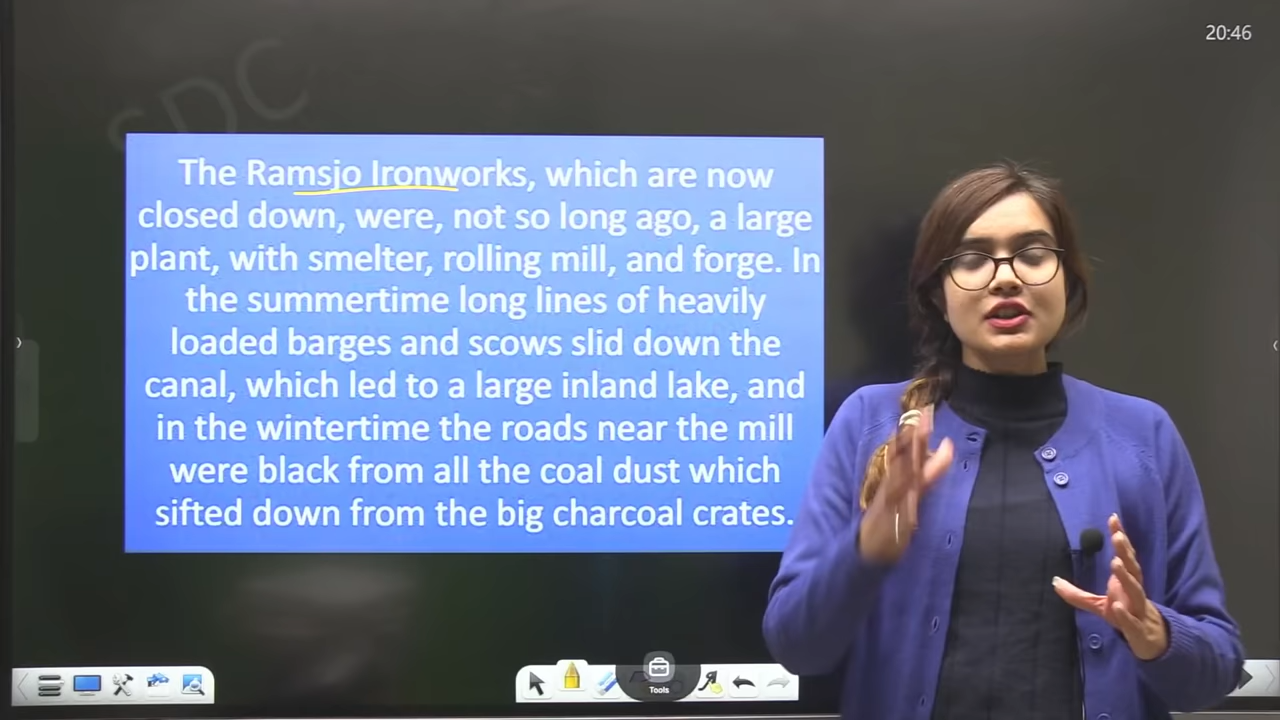 20:46
SDC
The Ramsjo Ironworks, which are now
closed down, were, not so long ago, a large
plant, with smelter, rolling mill, and forge. In
the summertime long lines of heavily
loaded barges and scows slid down the
canal, which led to a large inland lake, and
in the wintertime the roads near the mill
were black from all the coal dust which
sifted down from the big charcoal crates.
Tools